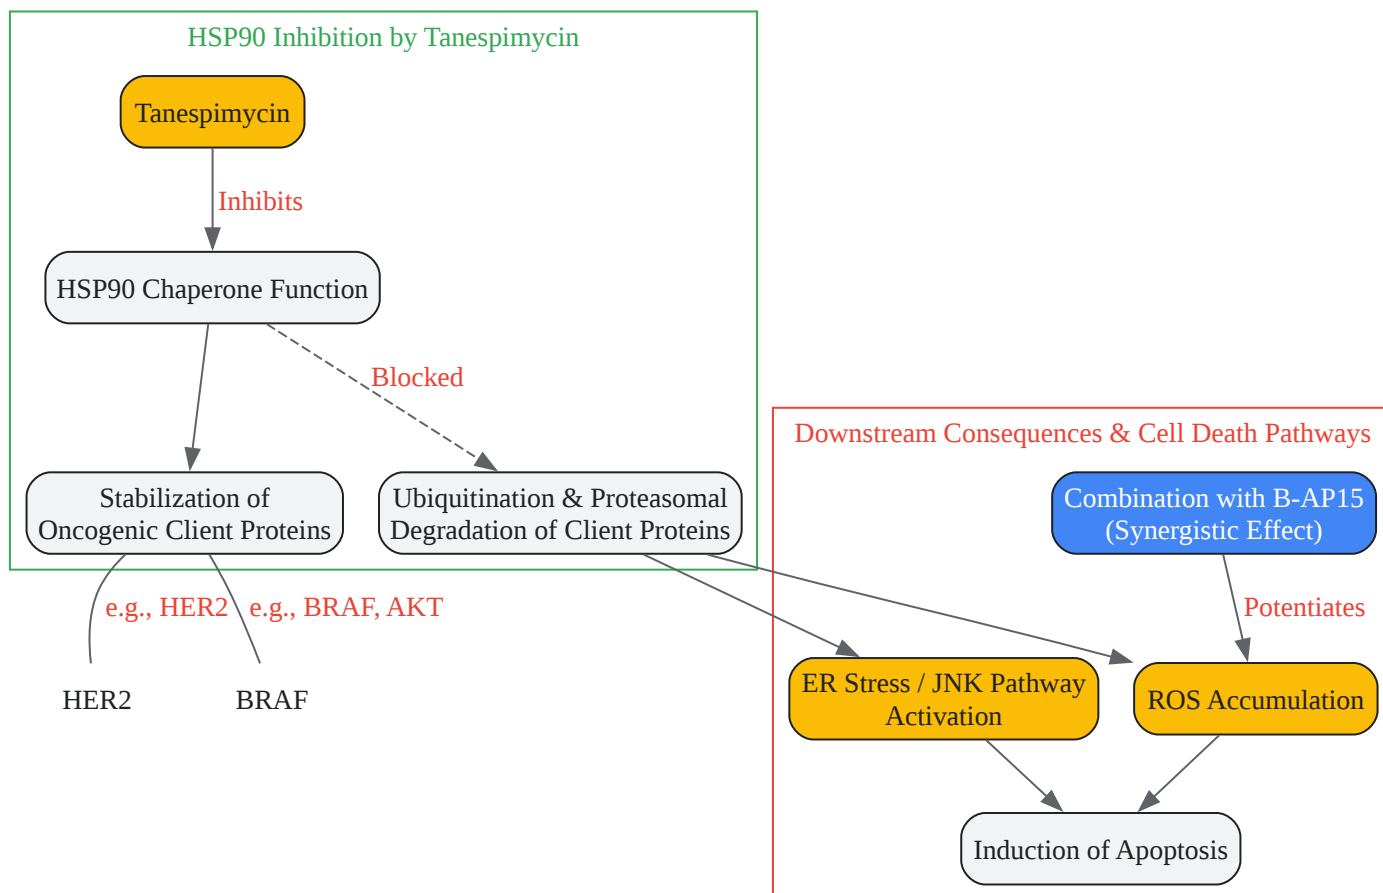 HSP90 Inhibition by Tanespimycin
Tanespimycin
Inhibits
HSP90 Chaperone Function
Blocked
Stabilization of
Oncogenic Client Proteins
Ubiquitination & Proteasomal
Degradation of Client Proteins
e.g., HER2
e.g., BRAF, AKT
HER2
BRAF
Downstream Consequences & Cell Death Pathways
Combination with B-AP15
(Synergistic Effect)
Potentiates
ER Stress / JNK Pathway
Activation
ROS Accumulation
Induction of Apoptosis